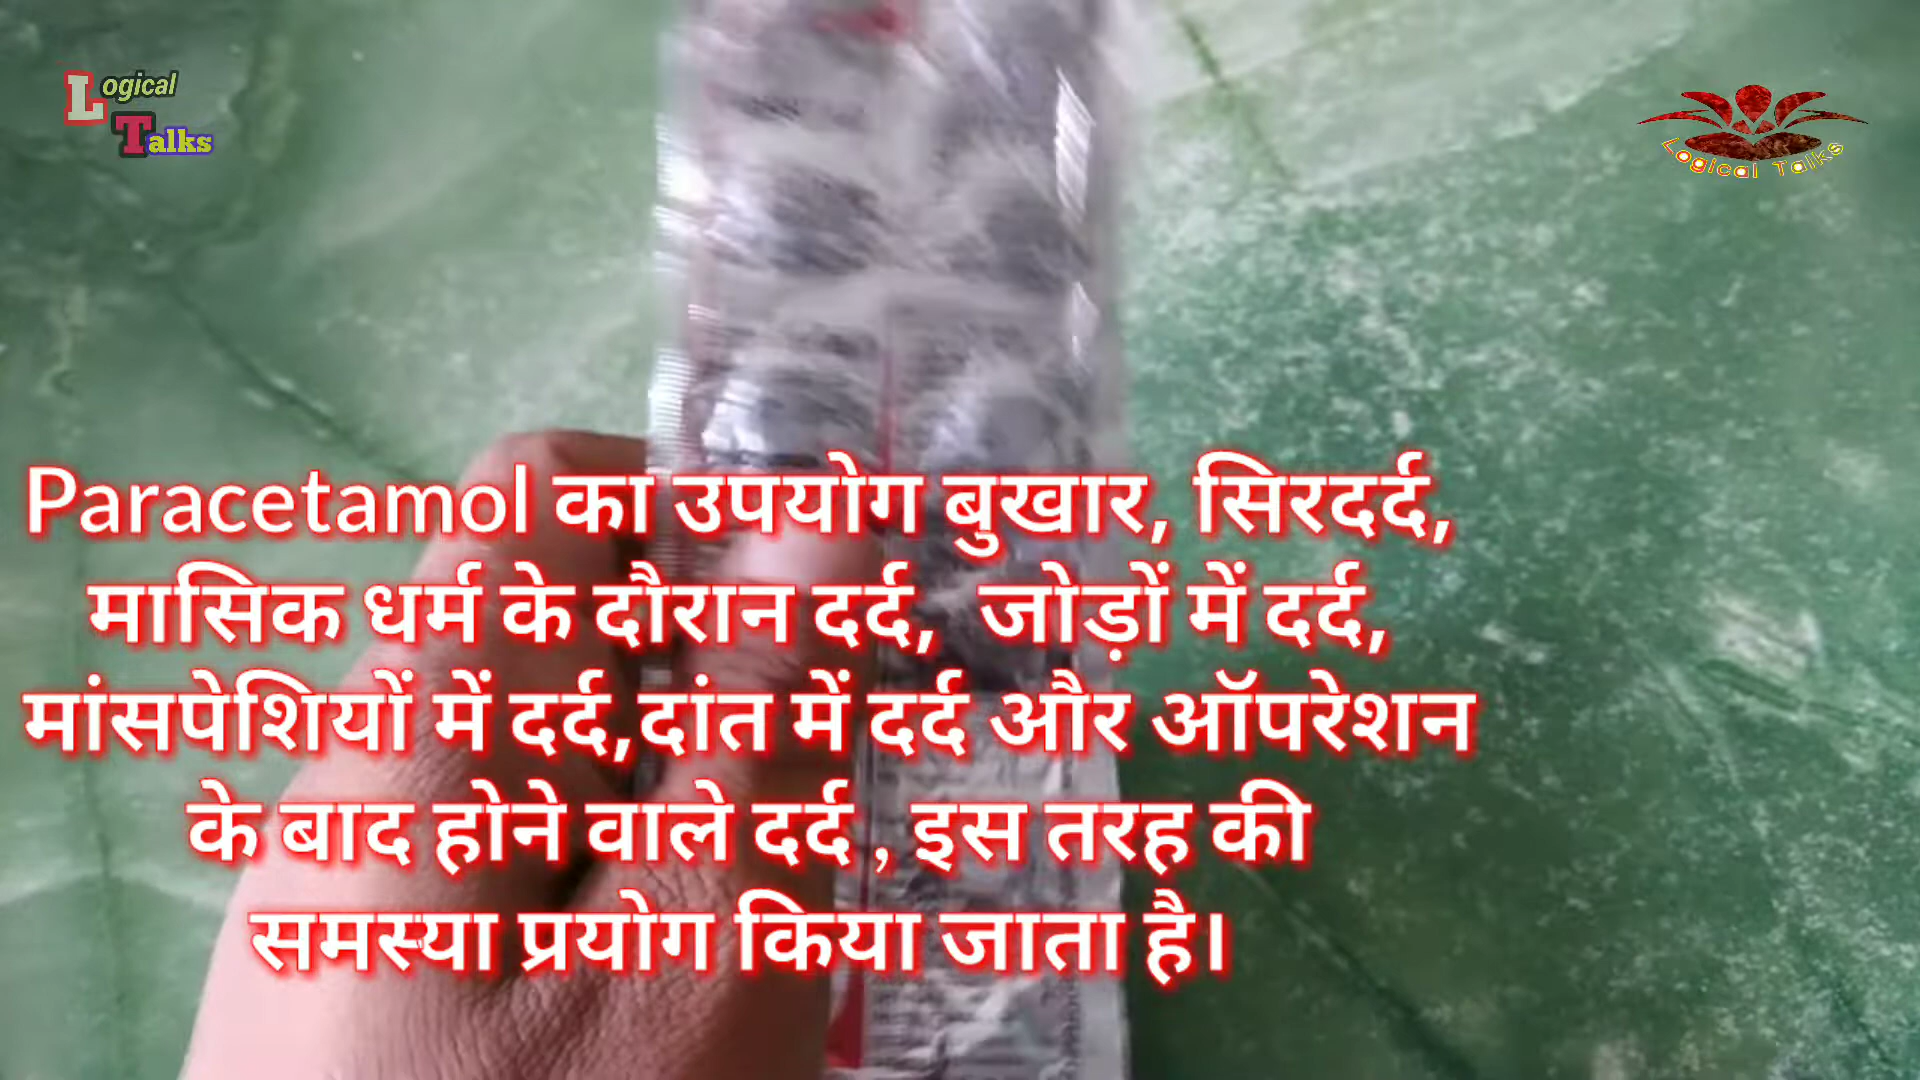 Logical
Talks
Logical Talks
Paracetamol का उपयोग बुखार, सिरदर्द,
मासिक धर्म के दौरान दर्द, जोड़ों में दर्द,
मांसपेशियों में दर्द,दांत में दर्द और ऑपरेशन
के बाद होने वाले दर्द , इस तरह की
समस्या प्रयोग किया जाता है।